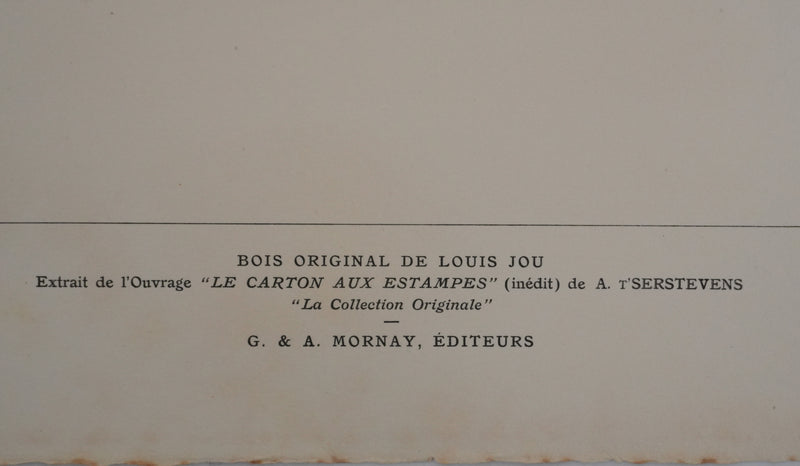 BOIS ORIGINAL DE LOUIS JOU
Extrait de l'Ouvrage “LE CARTON AUX ESTAMPES” (inédit) de A. T'SERSTEVENS
“La Collection Originale”
G. & A. MORNAY, ÉDITEURS